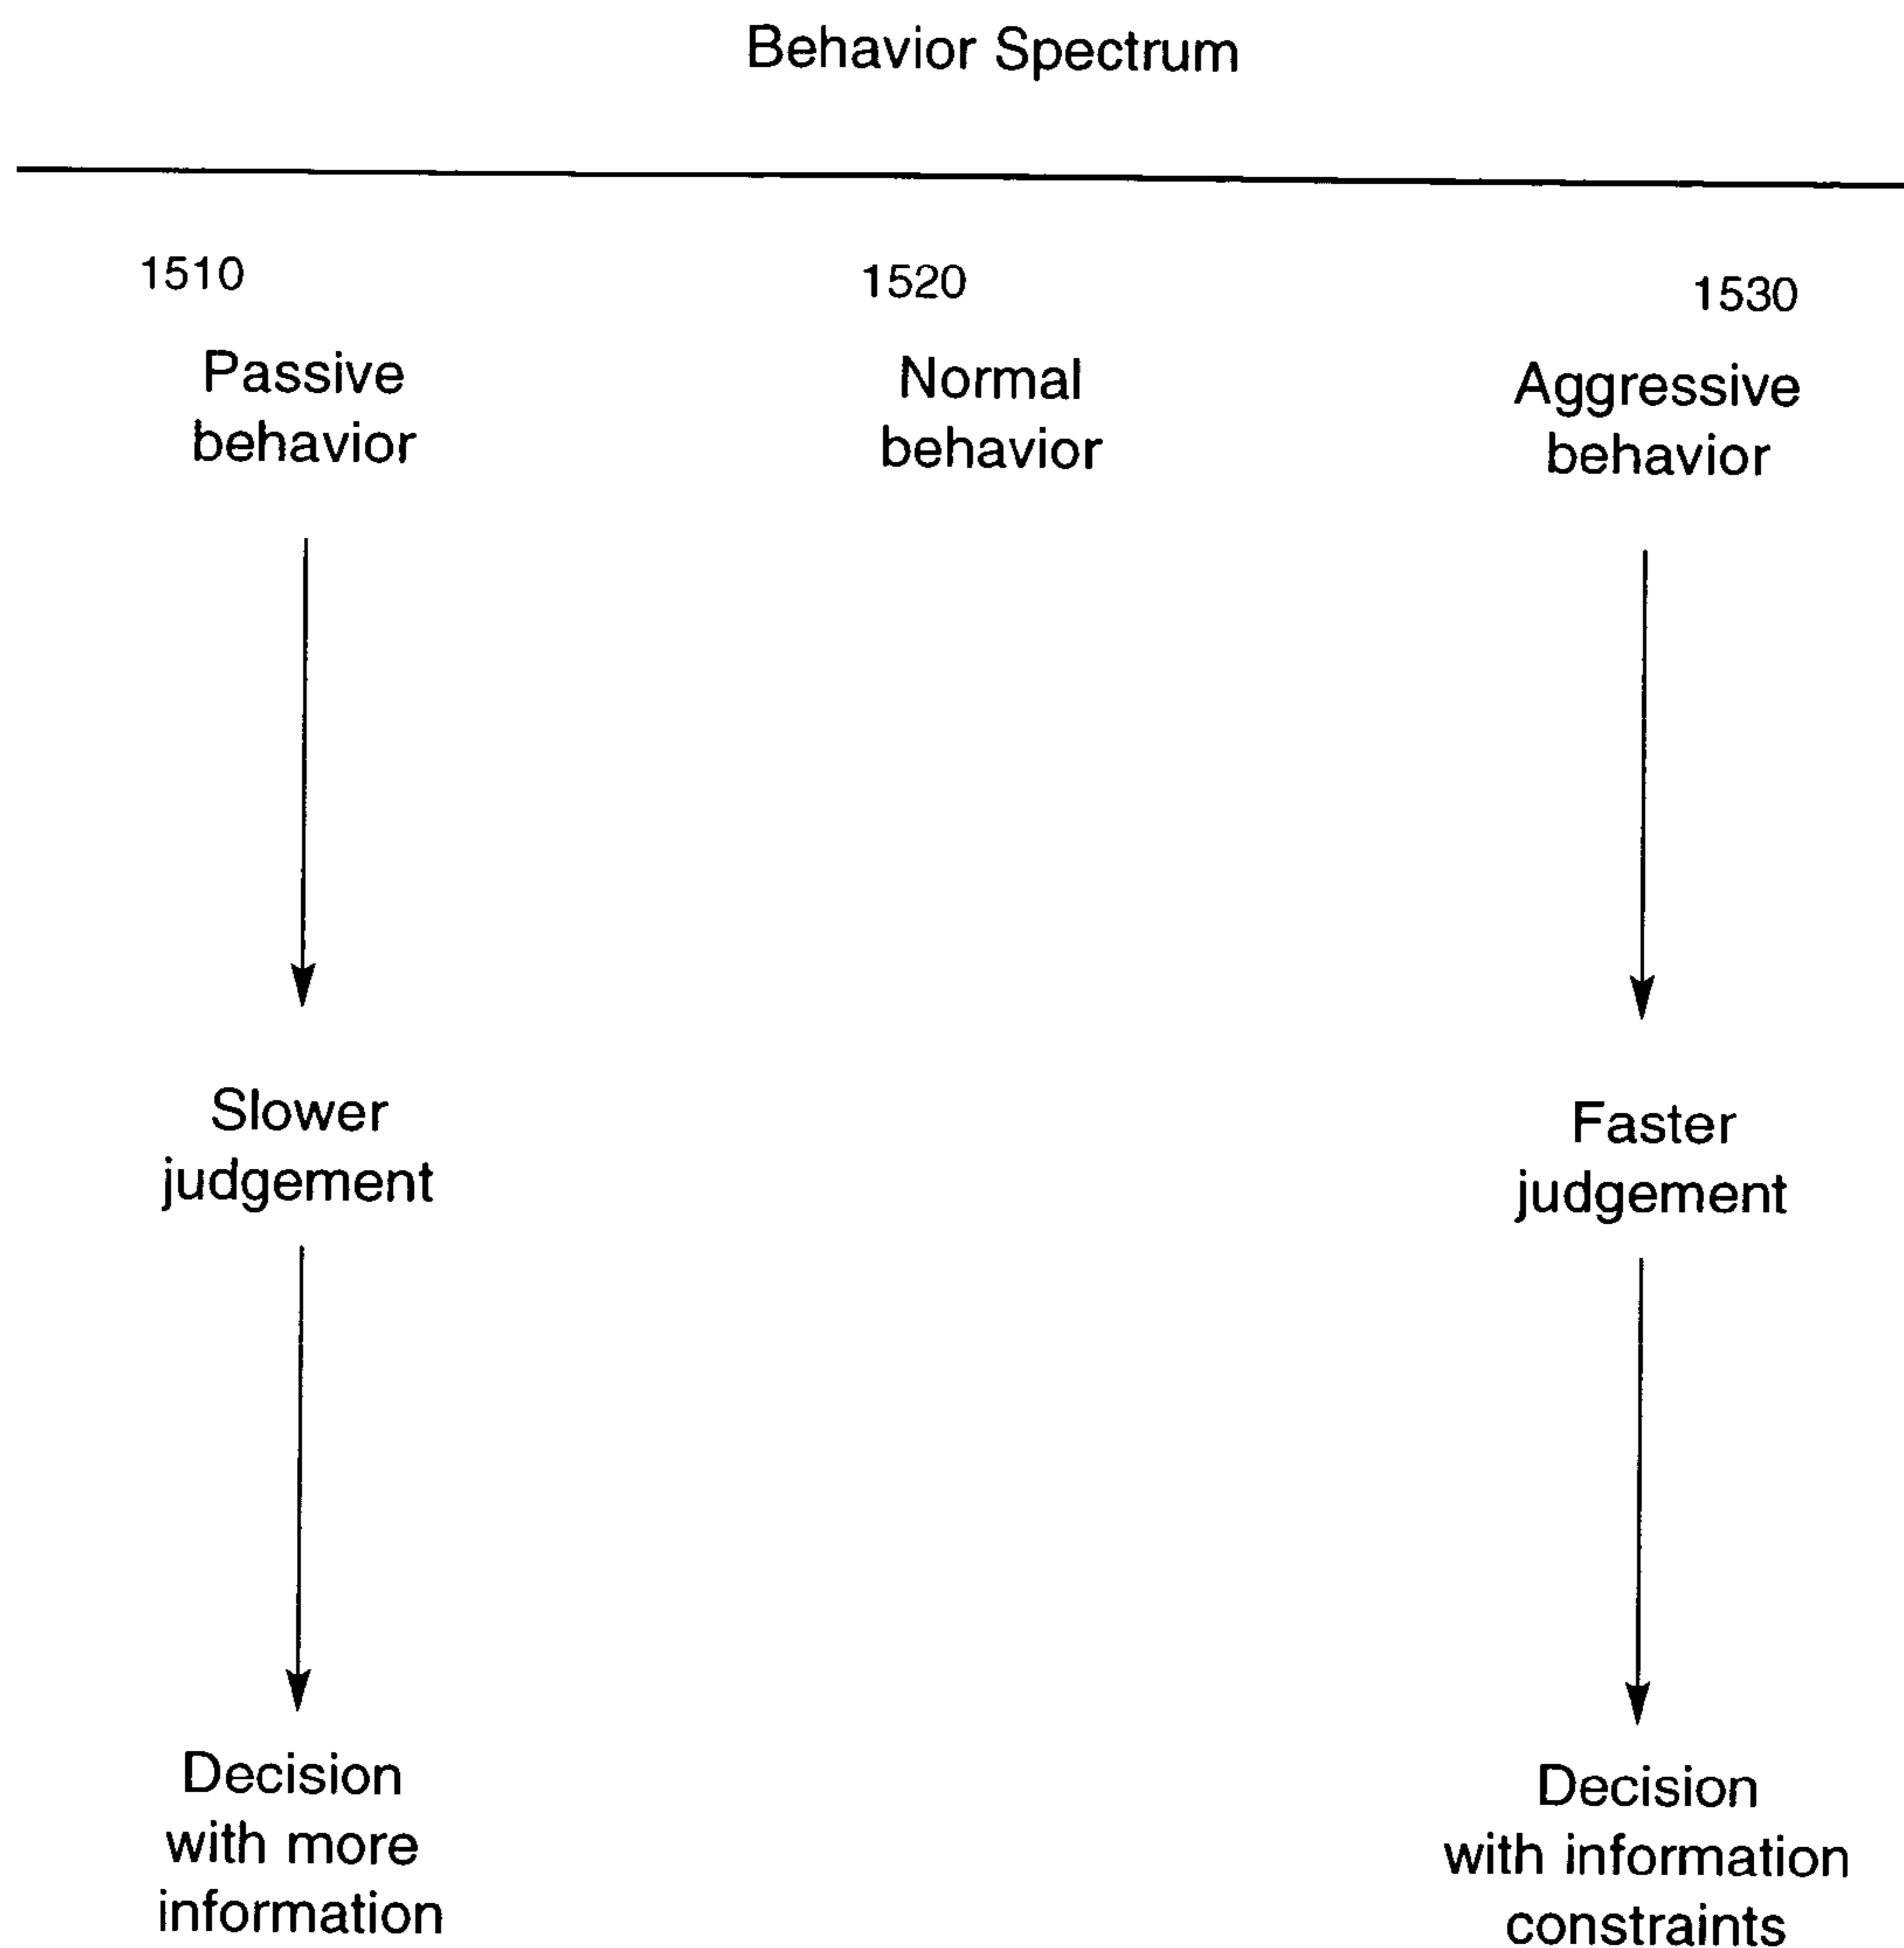 Behavior Spectrum
1510
1520
1530
Passive
behavior
Normal
behavior
Aggressive
behavior
Slower
judgement
Faster
judgement
Decision
with more
information
Decision
with information
constraints